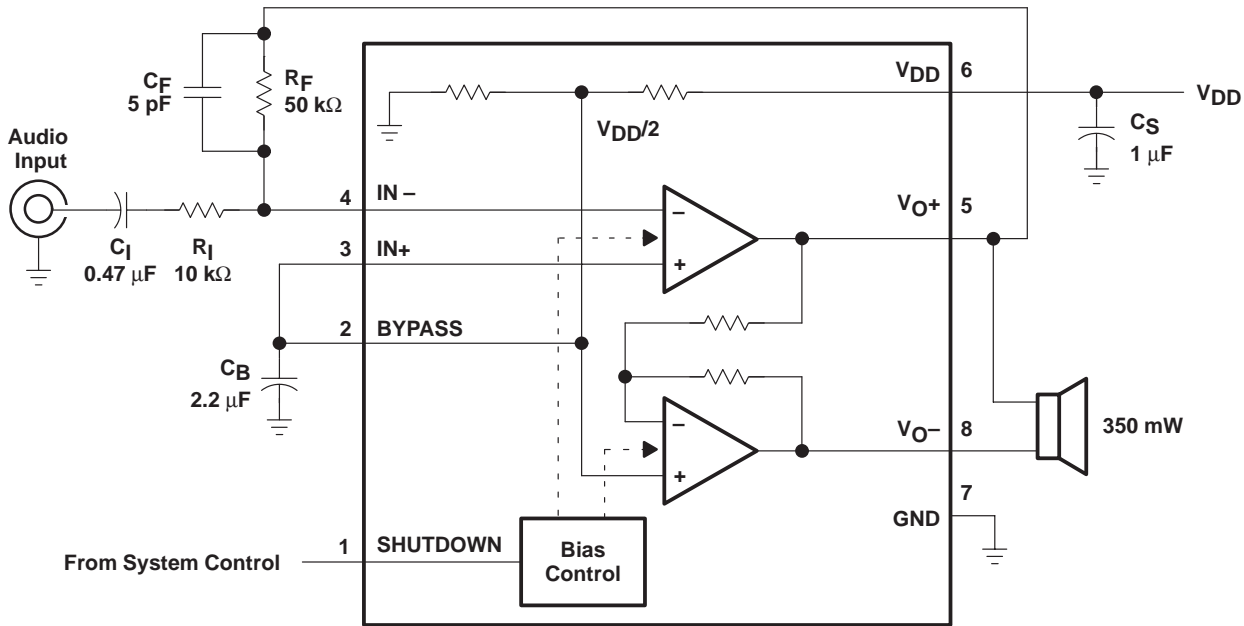 CF
5 pF
RF
50 kΩ
VDD
6
VDD/2
VDD
CS
1 µF
Audio
Input
4
IN –
VO+
5
CI
0.47 µF
RI
10 kΩ
3
IN+
–
+
2
BYPASS
CB
2.2 µF
–
+
VO–
8
350 mW
7
GND
From System Control
1
SHUTDOWN
Bias
Control